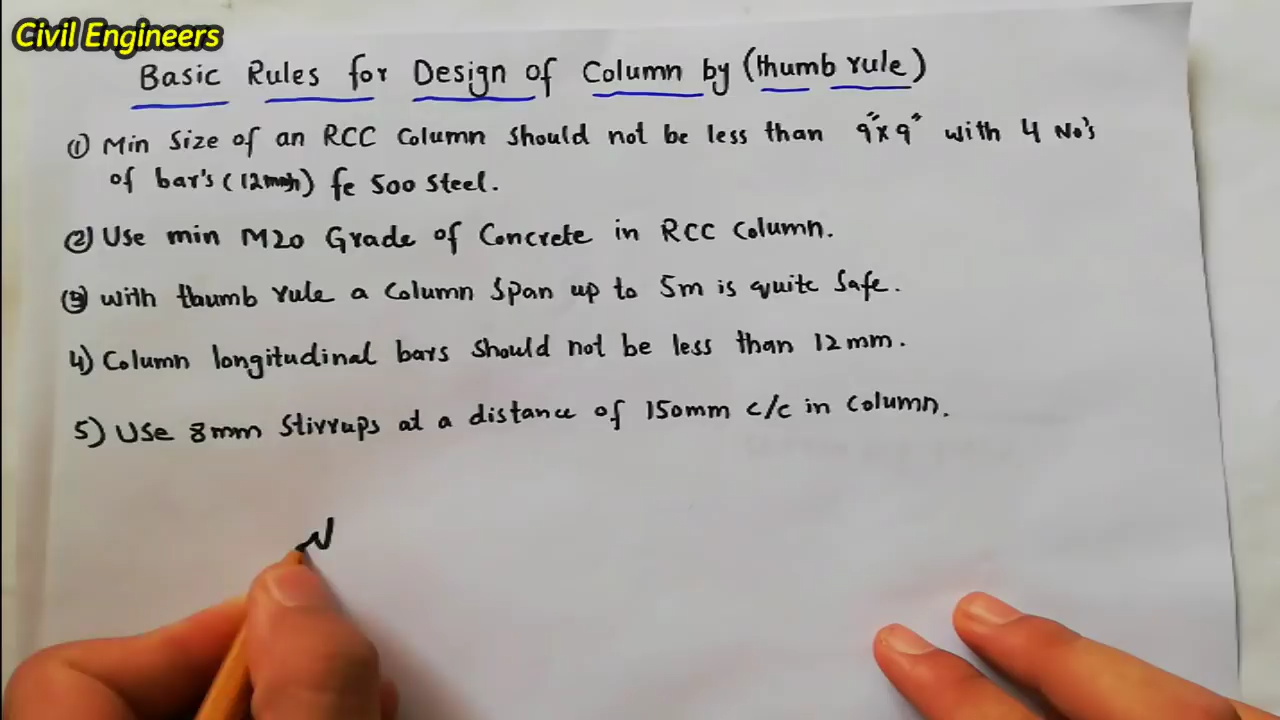 Civil Engineers
Basic Rules for Design of Column by (thumb rule)
① Min Size of an RCC Column should not be less than 9"x9" with 4 No's
of bar's (12mm) fe 500 Steel.
② Use min M20 Grade of Concrete in RCC Column.
③ with thumb rule a Column Span up to 5m is quite Safe.
4) Column longitudinal bars should not be less than 12mm.
5) Use 8mm Stirrups at a distance of 150mm c/c in column.
N